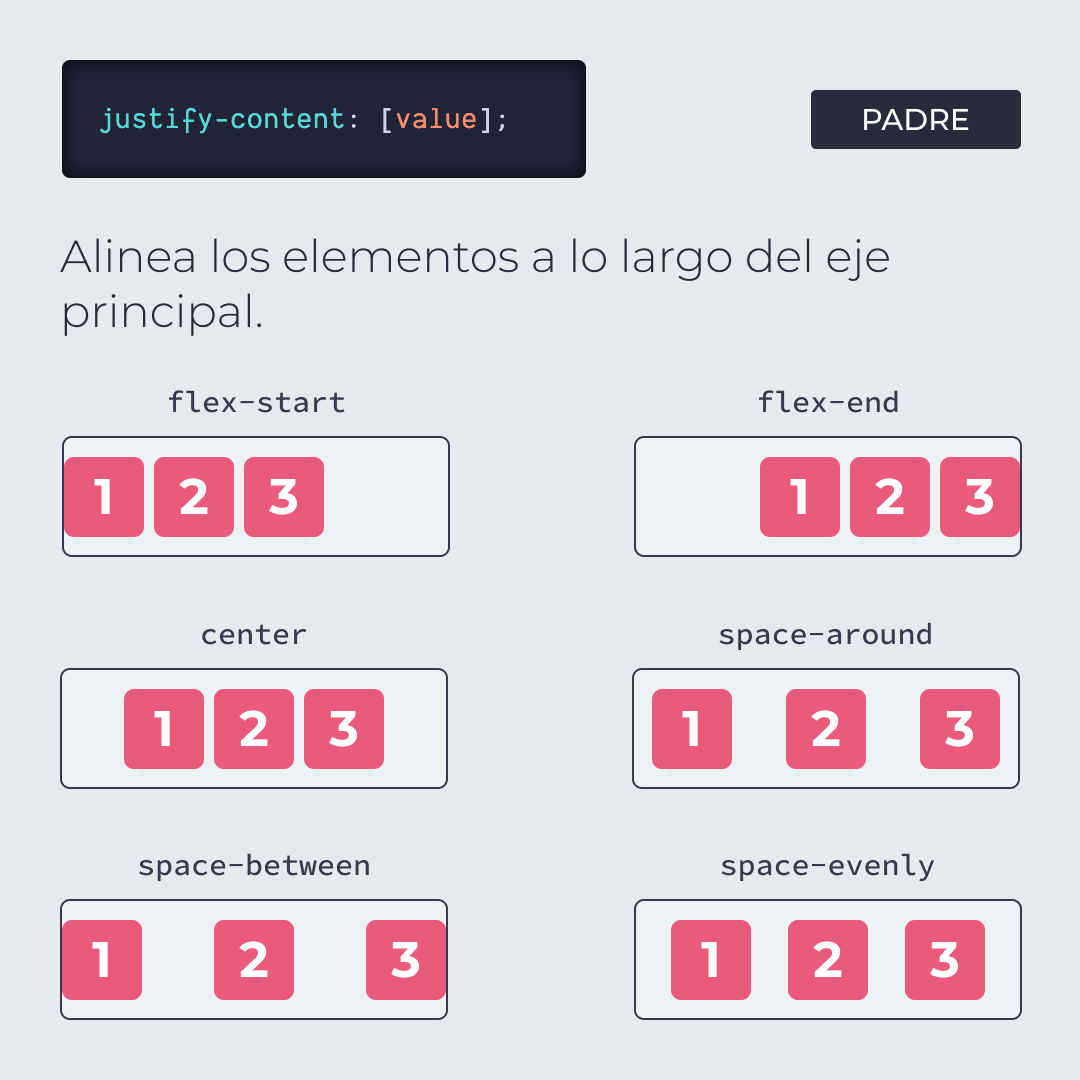 justify-content: [value];
PADRE
Alinea los elementos a lo largo del eje
principal.
flex-start
flex-end
1 2 3
1 2 3
center
space-around
1 2 3
1 2 3
space-between
space-evenly
1 2 3
1 2 3